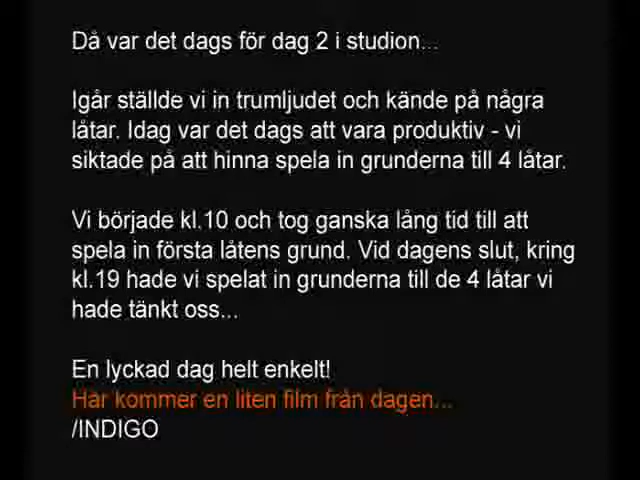 Då var det dags för dag 2 i studion...
Igår ställde vi in trumljudet och kände på några
låtar. Idag var det dags att vara produktiv - vi
siktade på att hinna spela in grunderna till 4 låtar.
Vi började kl.10 och tog ganska lång tid till att
spela in första låtens grund. Vid dagens slut, kring
kl.19 hade vi spelat in grunderna till de 4 låtar vi
hade tänkt oss...
En lyckad dag helt enkelt!
Här kommer en liten film från dagen...
/INDIGO